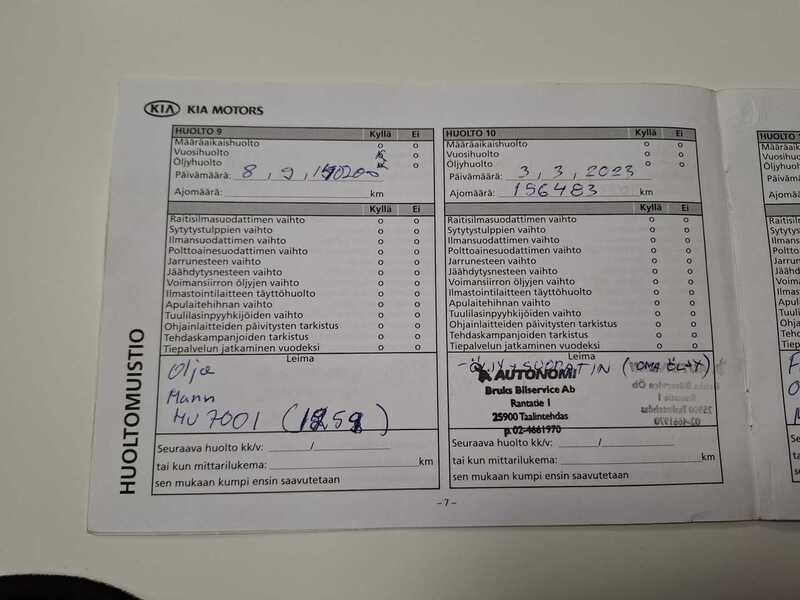 KIA KIA MOTORS
HUOLTO 9 Kyllä Ei
Määräaikaishuolto o o
Vuosihuolto o
Öljyhuolto o
Päivämäärä: 8, 9,
Ajomäärä: km
Kyllä Ei
Raitisilmasuodattimen vaihto o o
Sytytystulppien vaihto o o
Ilmansuodattimen vaihto o o
Polttoainesuodattimen vaihto o o
Jarrunesteen vaihto o o
Jäähdytysnesteen vaihto o o
Voimansiirron öljyjen vaihto o o
Ilmastointilaitteen täyttöhuolto o o
Apulaitehihnan vaihto o o
Tuulilasinpyyhkijöiden vaihto o o
Ohjainlaitteiden päivitysten tarkistus o o
Tehdaskampanjoiden tarkistus o o
Tiepalvelun jatkaminen vuodeksi o o
Leima
Olja
Mann
HU 7001
Seuraava huolto kk/v: /
tai kun mittarilukema: km
sen mukaan kumpi ensin saavutetaan
HUOLTO 10 Kyllä Ei
Määräaikaishuolto o o
Vuosihuolto o o
Öljyhuolto o o
Päivämäärä: 3, 3, 2023
Ajomäärä: 156483 km
Kyllä Ei
Raitisilmasuodattimen vaihto o o
Sytytystulppien vaihto o o
Ilmansuodattimen vaihto o o
Polttoainesuodattimen vaihto o o
Jarrunesteen vaihto o o
Jäähdytysnesteen vaihto o o
Voimansiirron öljyjen vaihto o o
Ilmastointilaitteen täyttöhuolto o o
Apulaitehihnan vaihto o o
Tuulilasinpyyhkijöiden vaihto o o
Ohjainlaitteiden päivitysten tarkistus o o
Tehdaskampanjoiden tarkistus o o
Tiepalvelun jatkaminen vuodeksi o o
Leima
AUTONOMI
Bruks Bilservice Ab
Rantatie 1
25900 Taalintehdas
p.02-4661970
Seuraava huolto kk/v: /
tai kun mittarilukema: km
sen mukaan kumpi ensin saavutetaan
HUOLTOMUISTIO
-7-